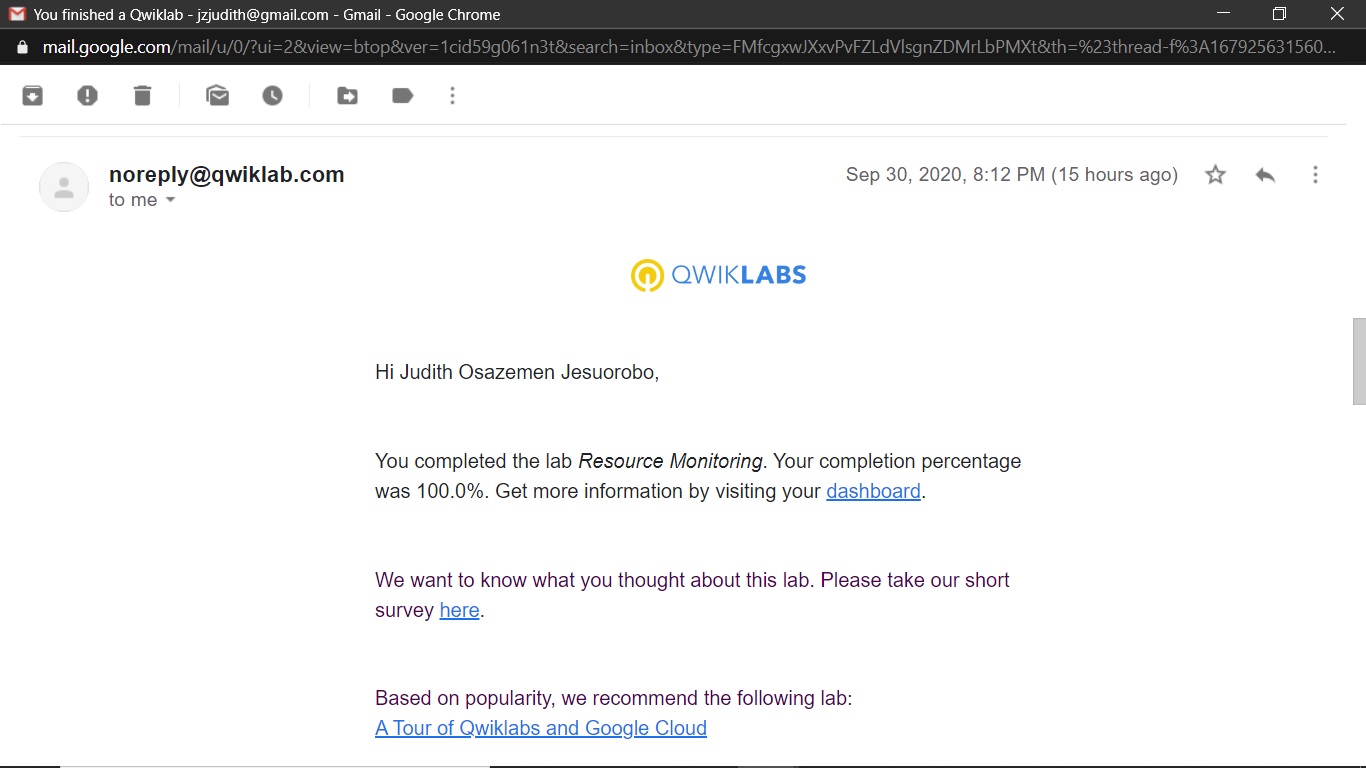 You finished a Qwiklab - jzjudith@gmail.com - Gmail - Google Chrome
mail.google.com/mail/u/0/?ui=2&view=btop&ver=1cid59g061n3t&search=inbox&type=FMfcgxwJXxvPvFZLdVlsgnZDMrLbPMXt&th=%23thread-f%3A167925631560...
noreply@qwiklab.com
Sep 30, 2020, 8:12 PM (15 hours ago)
to me
QWIKLABS
Hi Judith Osazemen Jesuorobo,
You completed the lab Resource Monitoring. Your completion percentage
was 100.0%. Get more information by visiting your dashboard.
We want to know what you thought about this lab. Please take our short
survey here.
Based on popularity, we recommend the following lab:
A Tour of Qwiklabs and Google Cloud